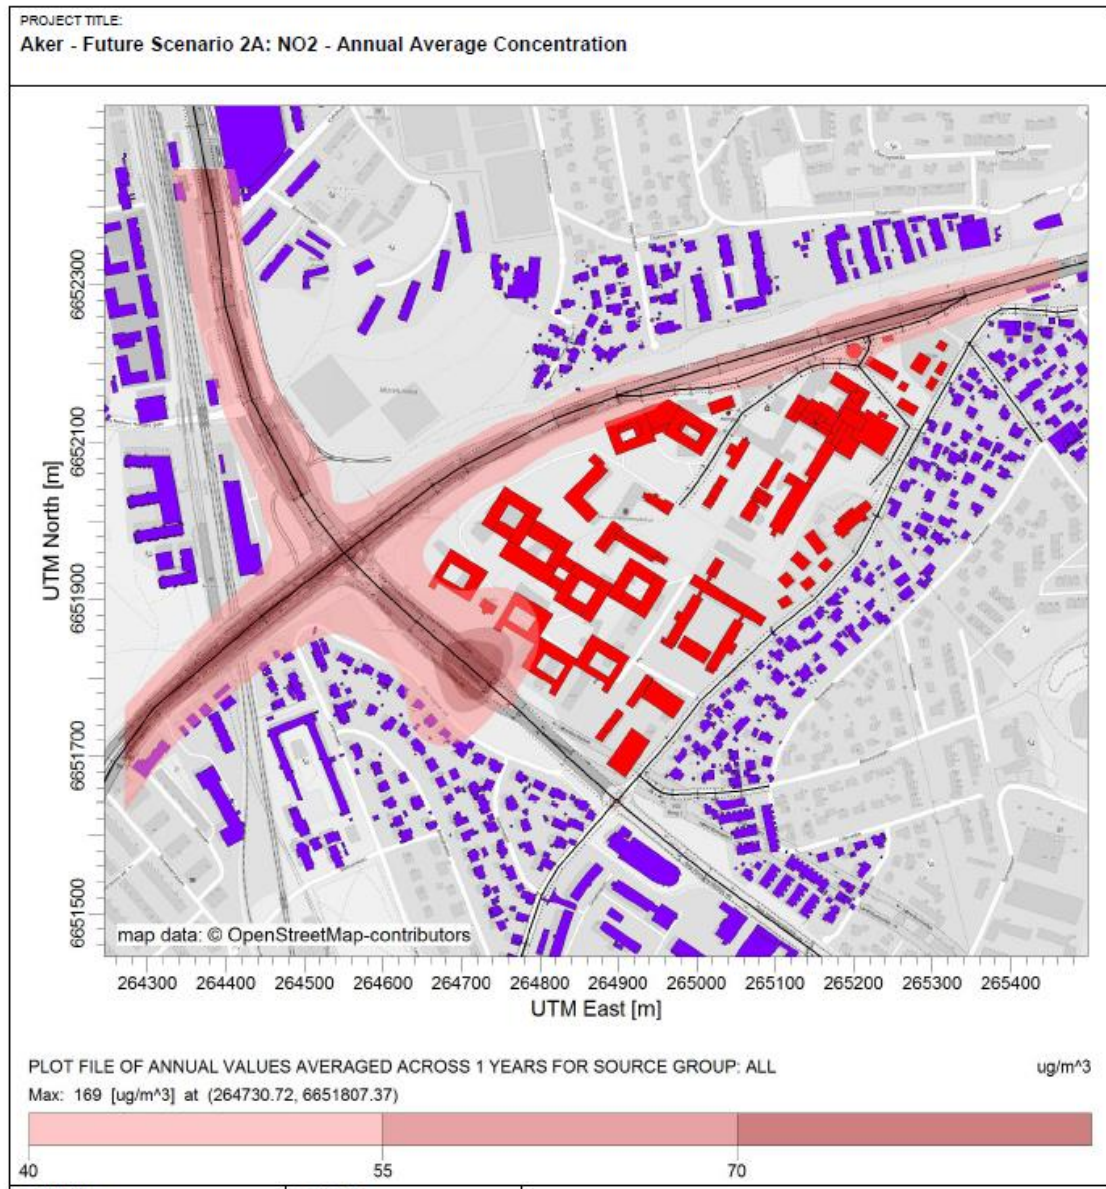 PROJECT TITLE:
Aker - Future Scenario 2A: NO2 - Annual Average Concentration
UTM North [m]
6652300
6652100
6651900
6651700
6651500
map data: © OpenStreetMap-contributors
264300 264400 264500 264600 264700 264800 264900 265000 265100 265200 265300 265400
UTM East [m]
PLOT FILE OF ANNUAL VALUES AVERAGED ACROSS 1 YEARS FOR SOURCE GROUP: ALL
ug/m^3
Max: 169 [ug/m^3] at (264730.72, 6651807.37)
40 55 70